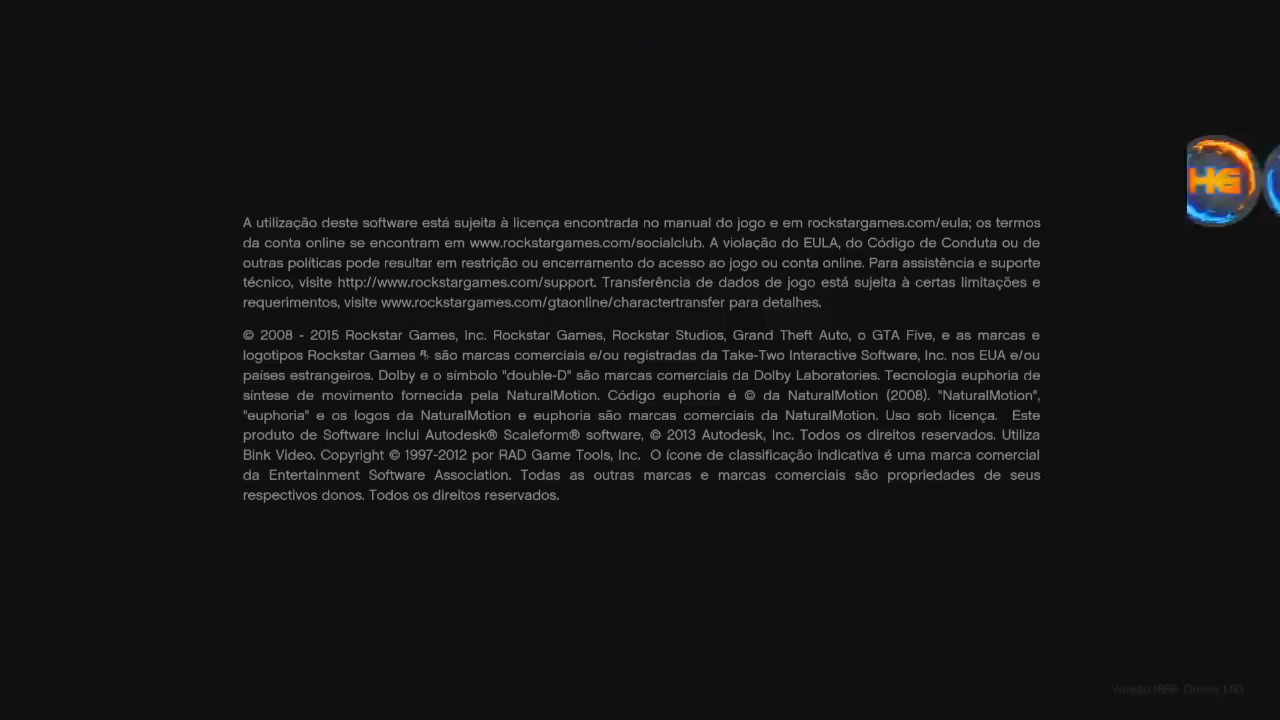 A utilização deste software está sujeita à licença encontrada no manual do jogo e em rockstargames.com/eula; os termos
da conta online se encontram em www.rockstargames.com/socialclub. A violação do EULA, do Código de Conduta ou de
outras políticas pode resultar em restrição ou encerramento do acesso ao jogo ou conta online. Para assistência e suporte
técnico, visite http://www.rockstargames.com/support. Transferência de dados de jogo está sujeita à certas limitações e
requerimentos, visite www.rockstargames.com/gtaonline/charactertransfer para detalhes.
© 2008 - 2015 Rockstar Games, Inc. Rockstar Games, Rockstar Studios, Grand Theft Auto, o GTA Five, e as marcas e
logotipos Rockstar Games são marcas comerciais e/ou registradas da Take-Two Interactive Software, Inc. nos EUA e/ou
países estrangeiros. Dolby e o símbolo "double-D" são marcas comerciais da Dolby Laboratories. Tecnologia euphoria de
síntese de movimento fornecida pela NaturalMotion. Código euphoria é © da NaturalMotion (2008). "NaturalMotion",
"euphoria" e os logos da NaturalMotion e euphoria são marcas comerciais da NaturalMotion. Uso sob licença. Este
produto de Software inclui Autodesk® Scaleform® software, © 2013 Autodesk, Inc. Todos os direitos reservados. Utiliza
Bink Video. Copyright © 1997-2012 por RAD Game Tools, Inc. O ícone de classificação indicativa é uma marca comercial
da Entertainment Software Association. Todas as outras marcas e marcas comerciais são propriedades de seus
respectivos donos. Todos os direitos reservados.
HG